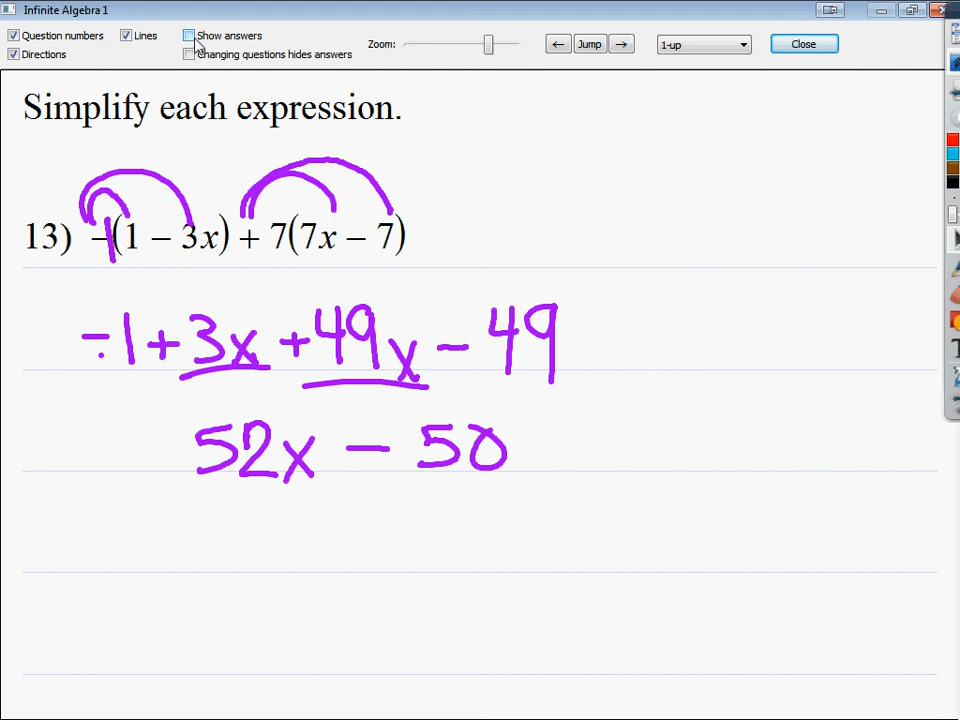 Infinite Algebra 1
Question numbers Lines Show answers
Directions Changing questions hides answers
Zoom: Jump 1-up Close
Simplify each expression.
13) −1(1 − 3x) + 7(7x − 7)
−1 + 3x + 49x − 49
52x − 50